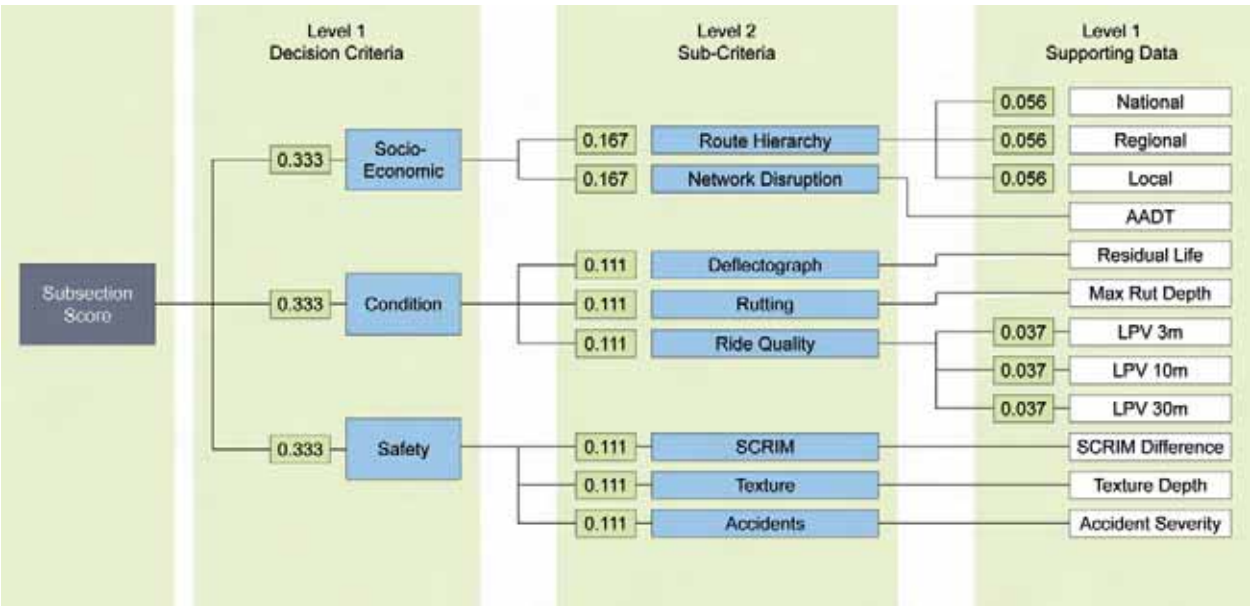 Level 1
Decision Criteria
Level 2
Sub-Criteria
Level 1
Supporting Data
Subsection
Score
0.333
Socio-
Economic
0.167
Route Hierarchy
0.167
Network Disruption
0.056
National
0.056
Regional
0.056
Local
AADT
0.333
Condition
0.111
Deflectograph
0.111
Rutting
0.111
Ride Quality
Residual Life
Max Rut Depth
0.037
LPV 3m
0.037
LPV 10m
0.037
LPV 30m
0.333
Safety
0.111
SCRIM
0.111
Texture
0.111
Accidents
SCRIM Difference
Texture Depth
Accident Severity